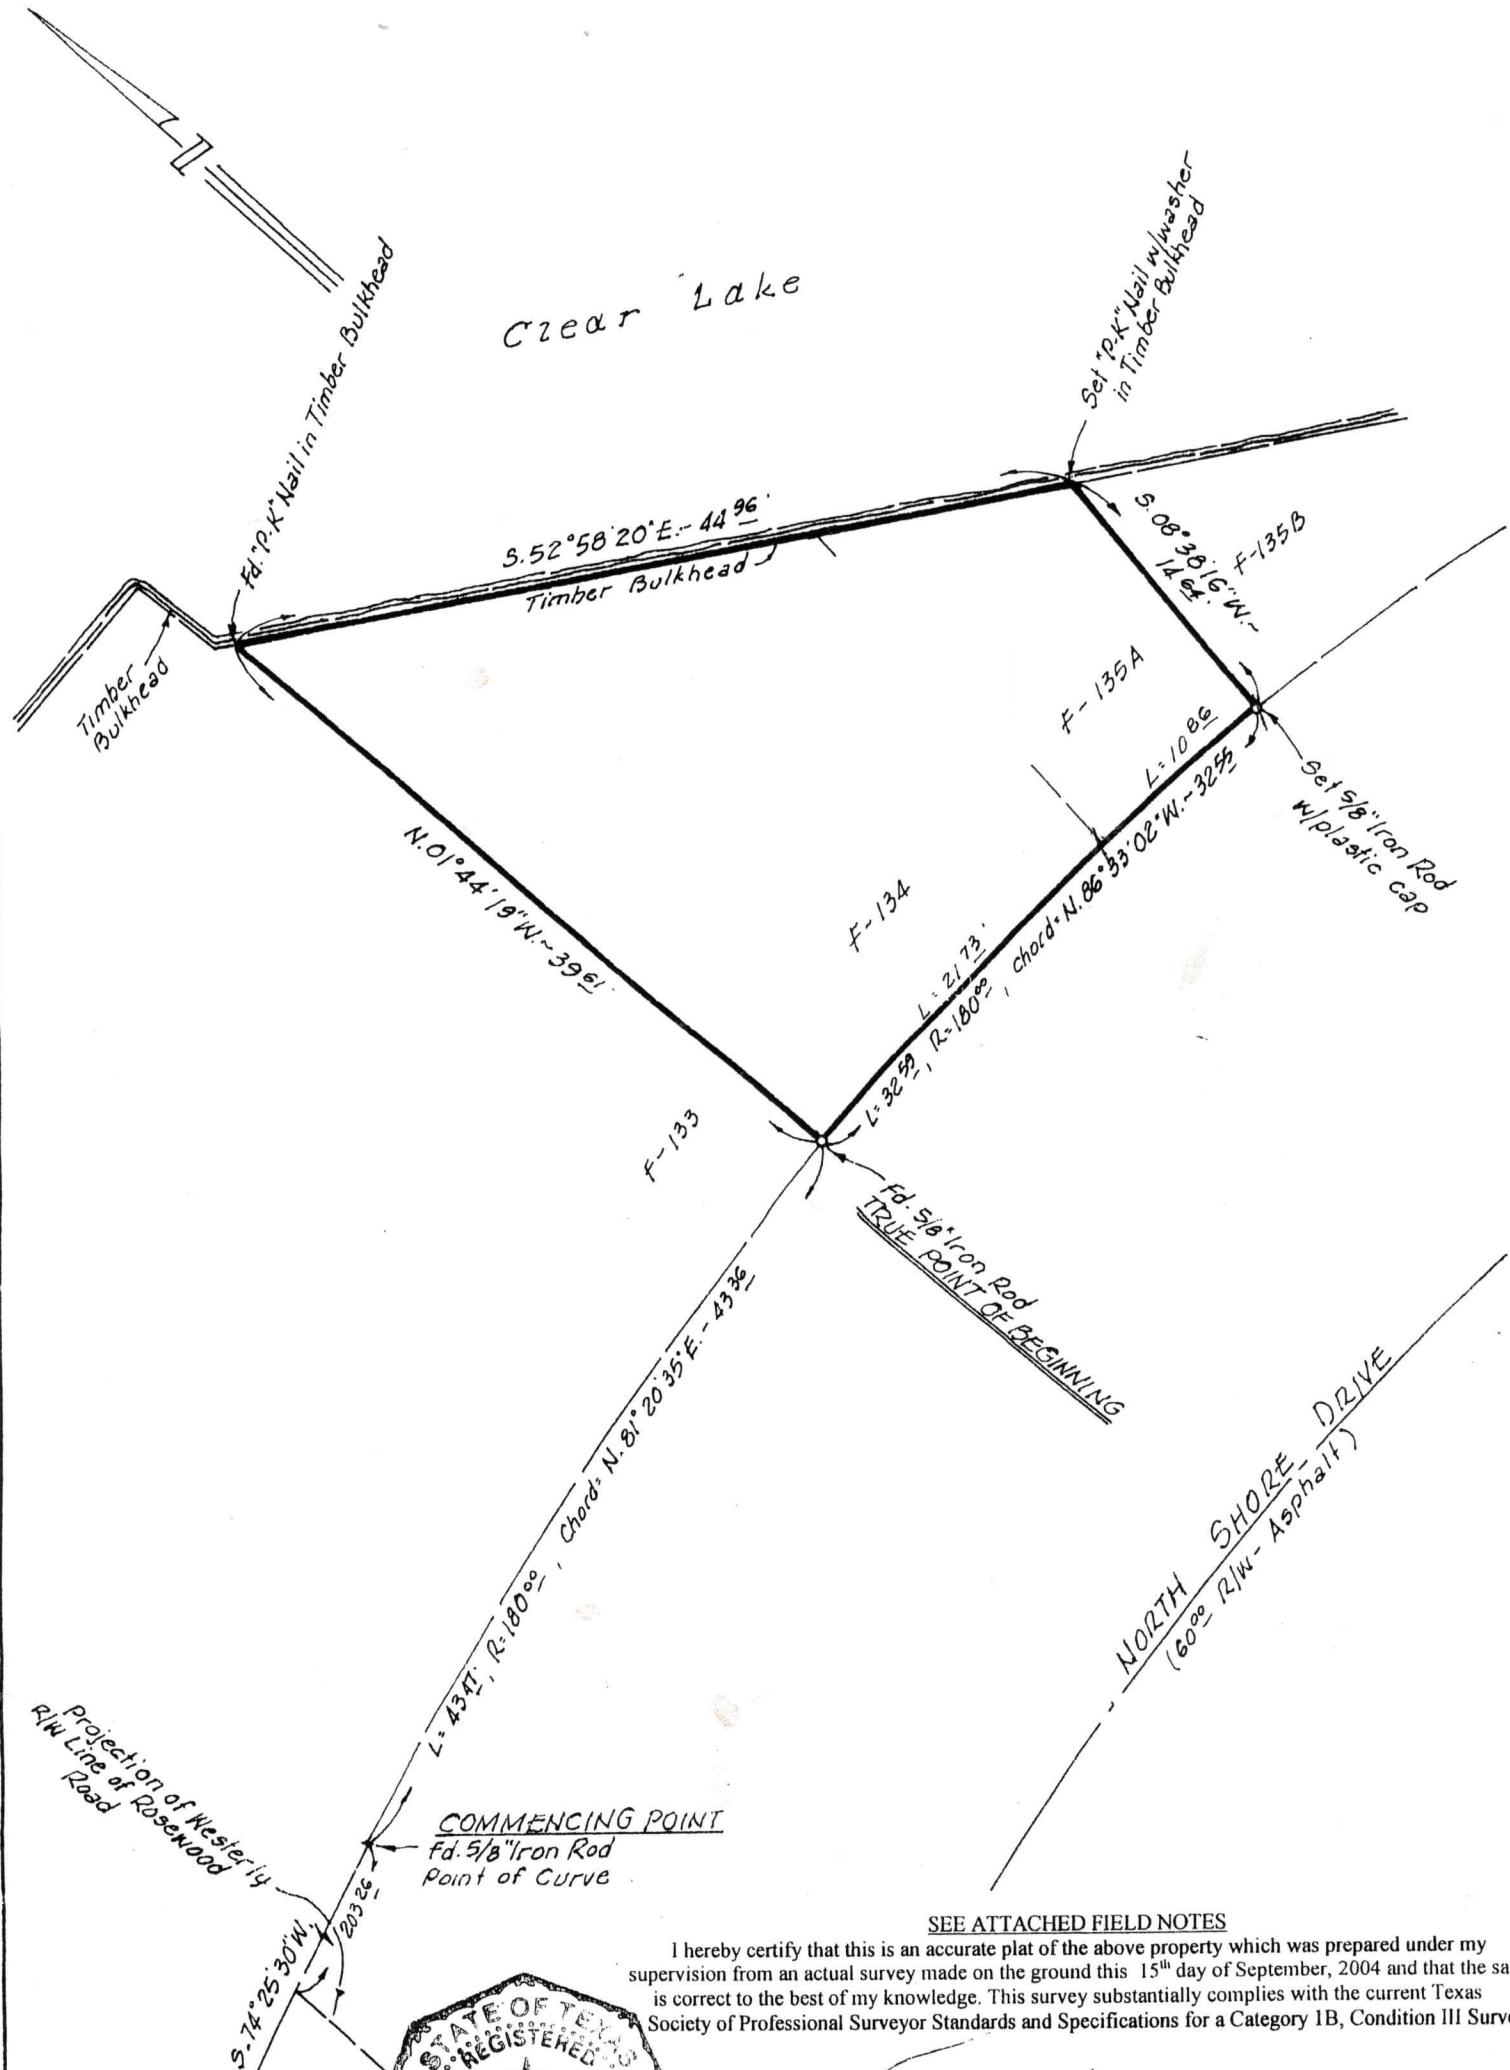 Clear Lake
Fd. "P.K" Nail in Timber Bulkhead
Set "P.K" Nail w/washer
in Timber Bulkhead
S.52°58'20"E.- 44 96'
Timber Bulkhead
S.08°38'16"W.~
14 64'
F-135B
Timber
Bulkhead
F-135A
L=10 86
Set 5/8" Iron Rod
w/plastic cap
N.01°44'19"W.~39 61'
F-134
L=21 73'
L=32 59, R=180 00, Chord=N.86°33'02"W.~32 55
F-133
Fd. 5/8" Iron Rod
TRUE POINT OF BEGINNING
L=43 47', R=180 00, Chord=N.81°20'35"E.-43 36
NORTH SHORE DRIVE
(60 00 R/W - Asphalt)
Projection of Westerly
R/W Line of Rosewood
Road
COMMENCING POINT
Fd. 5/8" Iron Rod
Point of Curve
203 26
S.74°25'30"W.
SEE ATTACHED FIELD NOTES
I hereby certify that this is an accurate plat of the above property which was prepared under my
supervision from an actual survey made on the ground this 15th day of September, 2004 and that the sa
is correct to the best of my knowledge. This survey substantially complies with the current Texas
Society of Professional Surveyor Standards and Specifications for a Category 1B, Condition III Surv
STATE OF TEXAS
REGISTERED